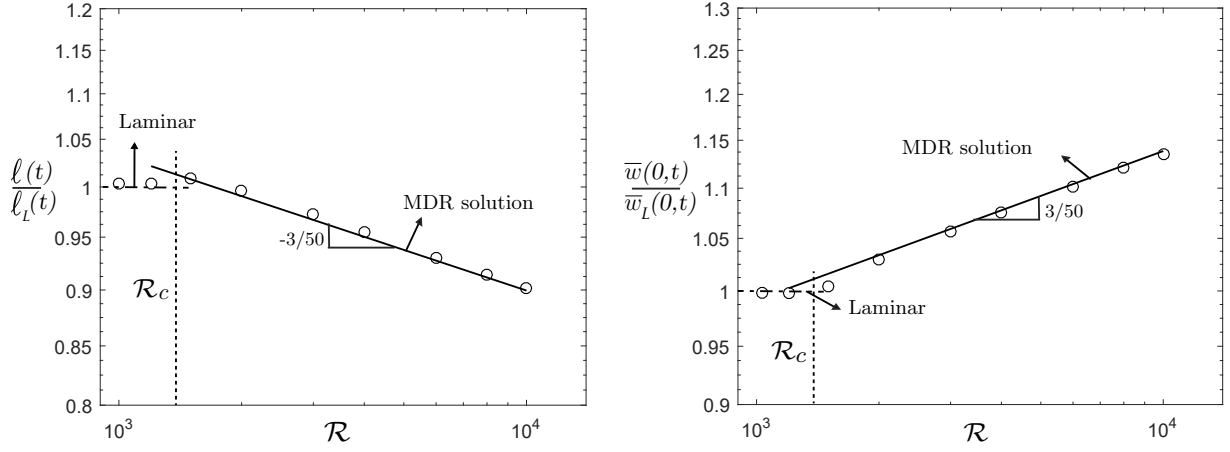 1.2
1.15
1.1
1.05
1
0.95
0.9
0.85
0.8
ℓ(t)
ℓ_L(t)
Laminar
MDR solution
-3/50
ℛ_c
10^3
ℛ
10^4
1.3
1.25
1.2
1.15
1.1
1.05
1
0.95
0.9
w̅(0,t)
w̅_L(0,t)
MDR solution
3/50
Laminar
ℛ_c
10^3
ℛ
10^4